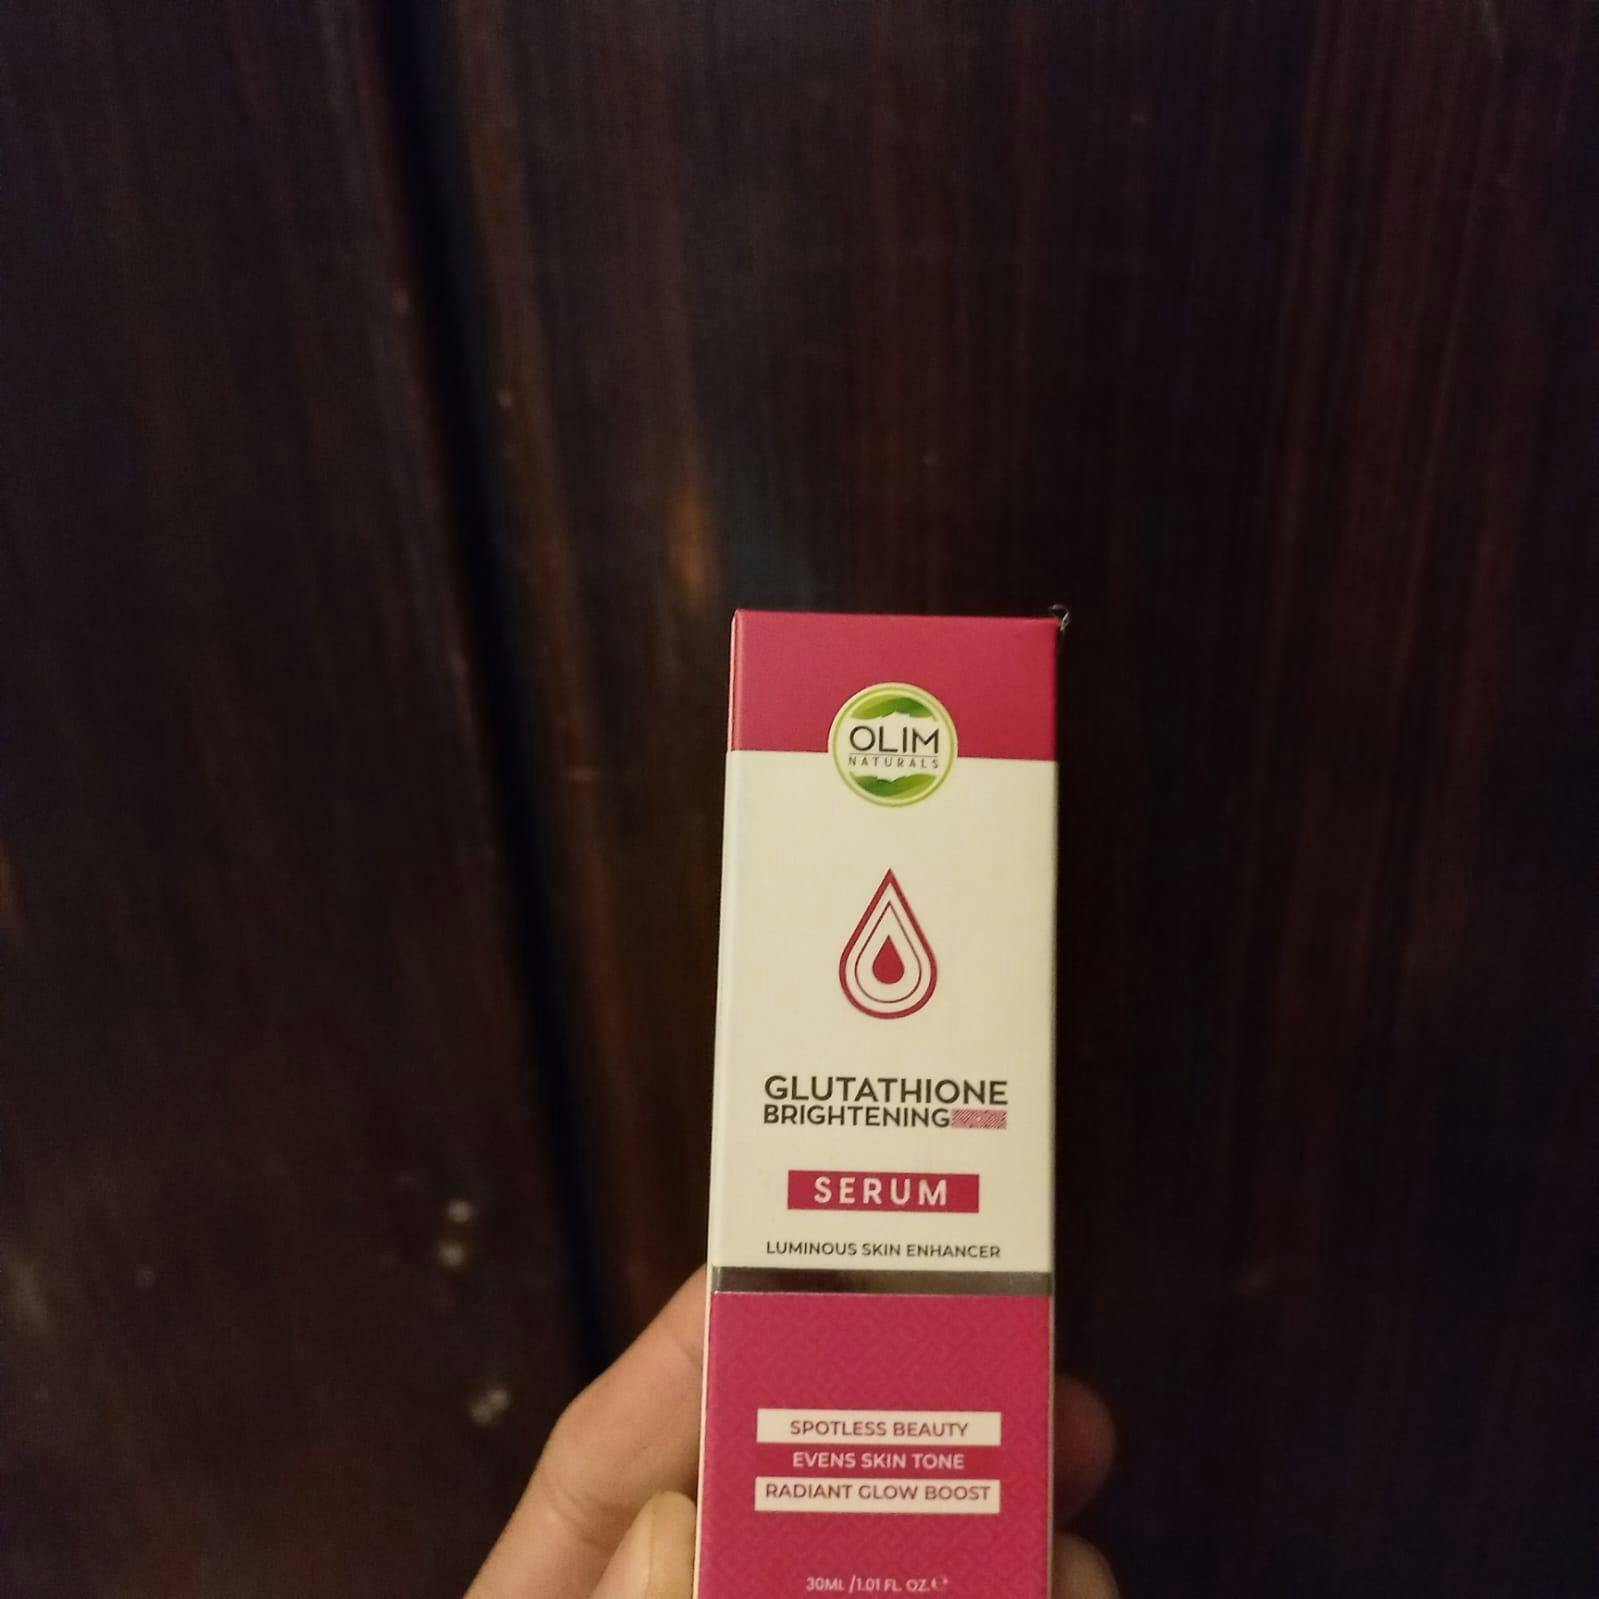 OLIM
NATURALS
GLUTATHIONE
BRIGHTENING
SERUM
LUMINOUS SKIN ENHANCER
SPOTLESS BEAUTY
EVENS SKIN TONE
RADIANT GLOW BOOST
30ML /1.01 FL. OZ. ℮